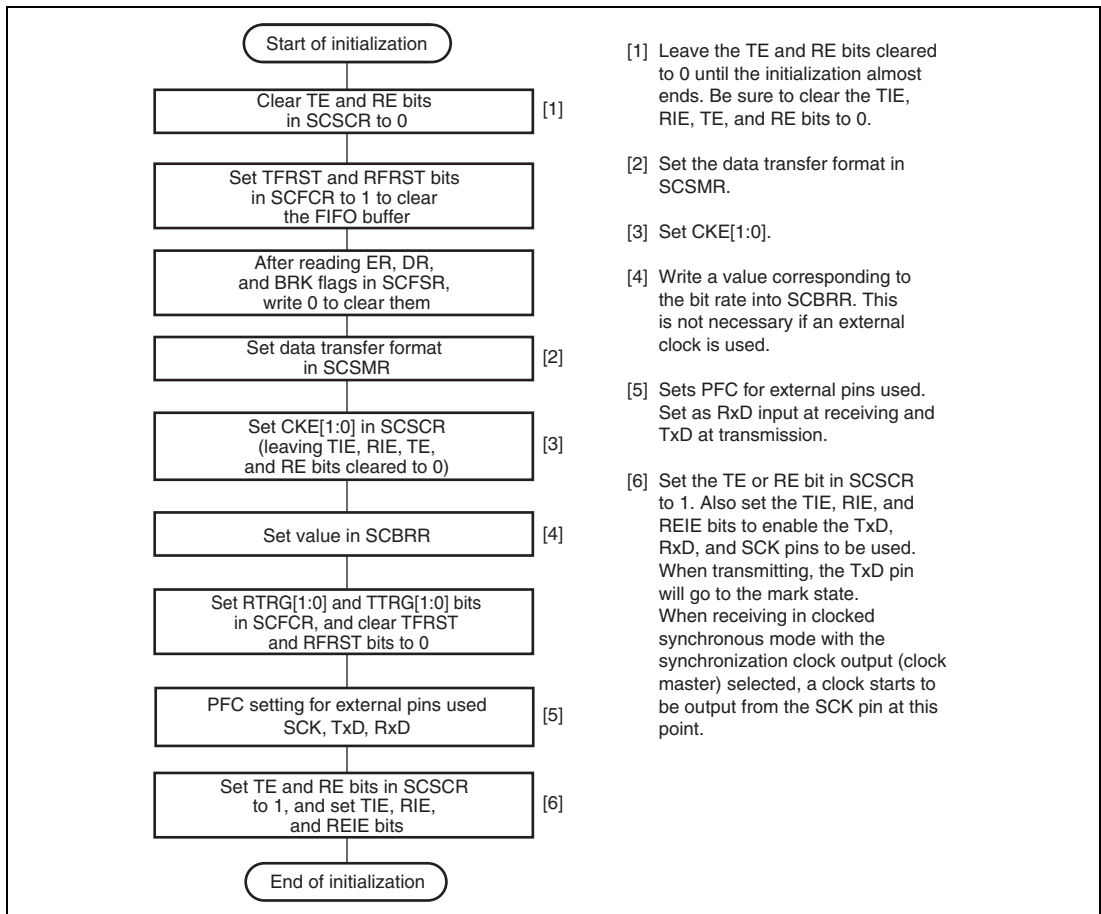 Start of initialization
Clear TE and RE bits
in SCSCR to 0
[1]
Set TFRST and RFRST bits
in SCFCR to 1 to clear
the FIFO buffer
After reading ER, DR,
and BRK flags in SCFSR,
write 0 to clear them
Set data transfer format
in SCSMR
[2]
Set CKE[1:0] in SCSCR
(leaving TIE, RIE, TE,
and RE bits cleared to 0)
[3]
Set value in SCBRR
[4]
Set RTRG[1:0] and TTRG[1:0] bits
in SCFCR, and clear TFRST
and RFRST bits to 0
PFC setting for external pins used
SCK, TxD, RxD
[5]
Set TE and RE bits in SCSCR
to 1, and set TIE, RIE,
and REIE bits
[6]
End of initialization
[1] Leave the TE and RE bits cleared
to 0 until the initialization almost
ends. Be sure to clear the TIE,
RIE, TE, and RE bits to 0.
[2] Set the data transfer format in
SCSMR.
[3] Set CKE[1:0].
[4] Write a value corresponding to
the bit rate into SCBRR. This
is not necessary if an external
clock is used.
[5] Sets PFC for external pins used.
Set as RxD input at receiving and
TxD at transmission.
[6] Set the TE or RE bit in SCSCR
to 1. Also set the TIE, RIE, and
REIE bits to enable the TxD,
RxD, and SCK pins to be used.
When transmitting, the TxD pin
will go to the mark state.
When receiving in clocked
synchronous mode with the
synchronization clock output (clock
master) selected, a clock starts to
be output from the SCK pin at this
point.